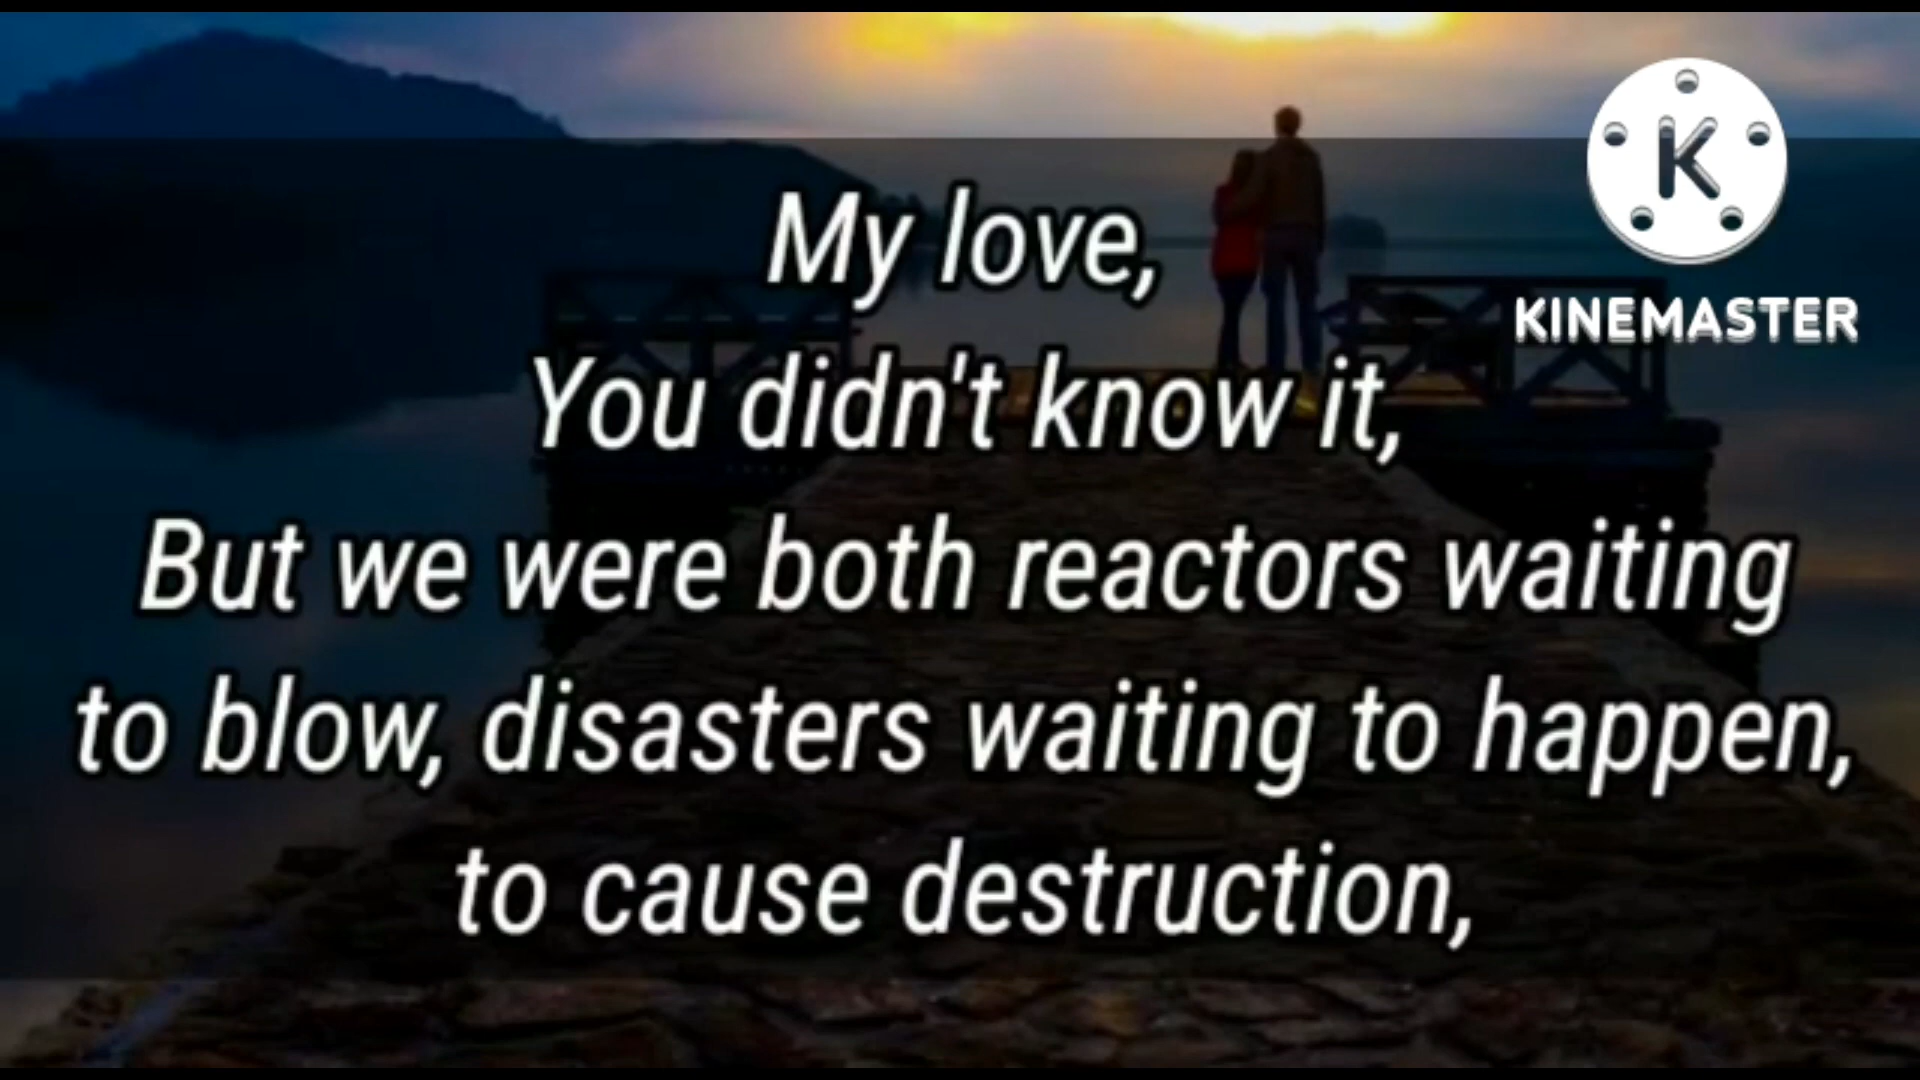 K
KINEMASTER
My love,
You didn't know it,
But we were both reactors waiting
to blow, disasters waiting to happen,
to cause destruction,